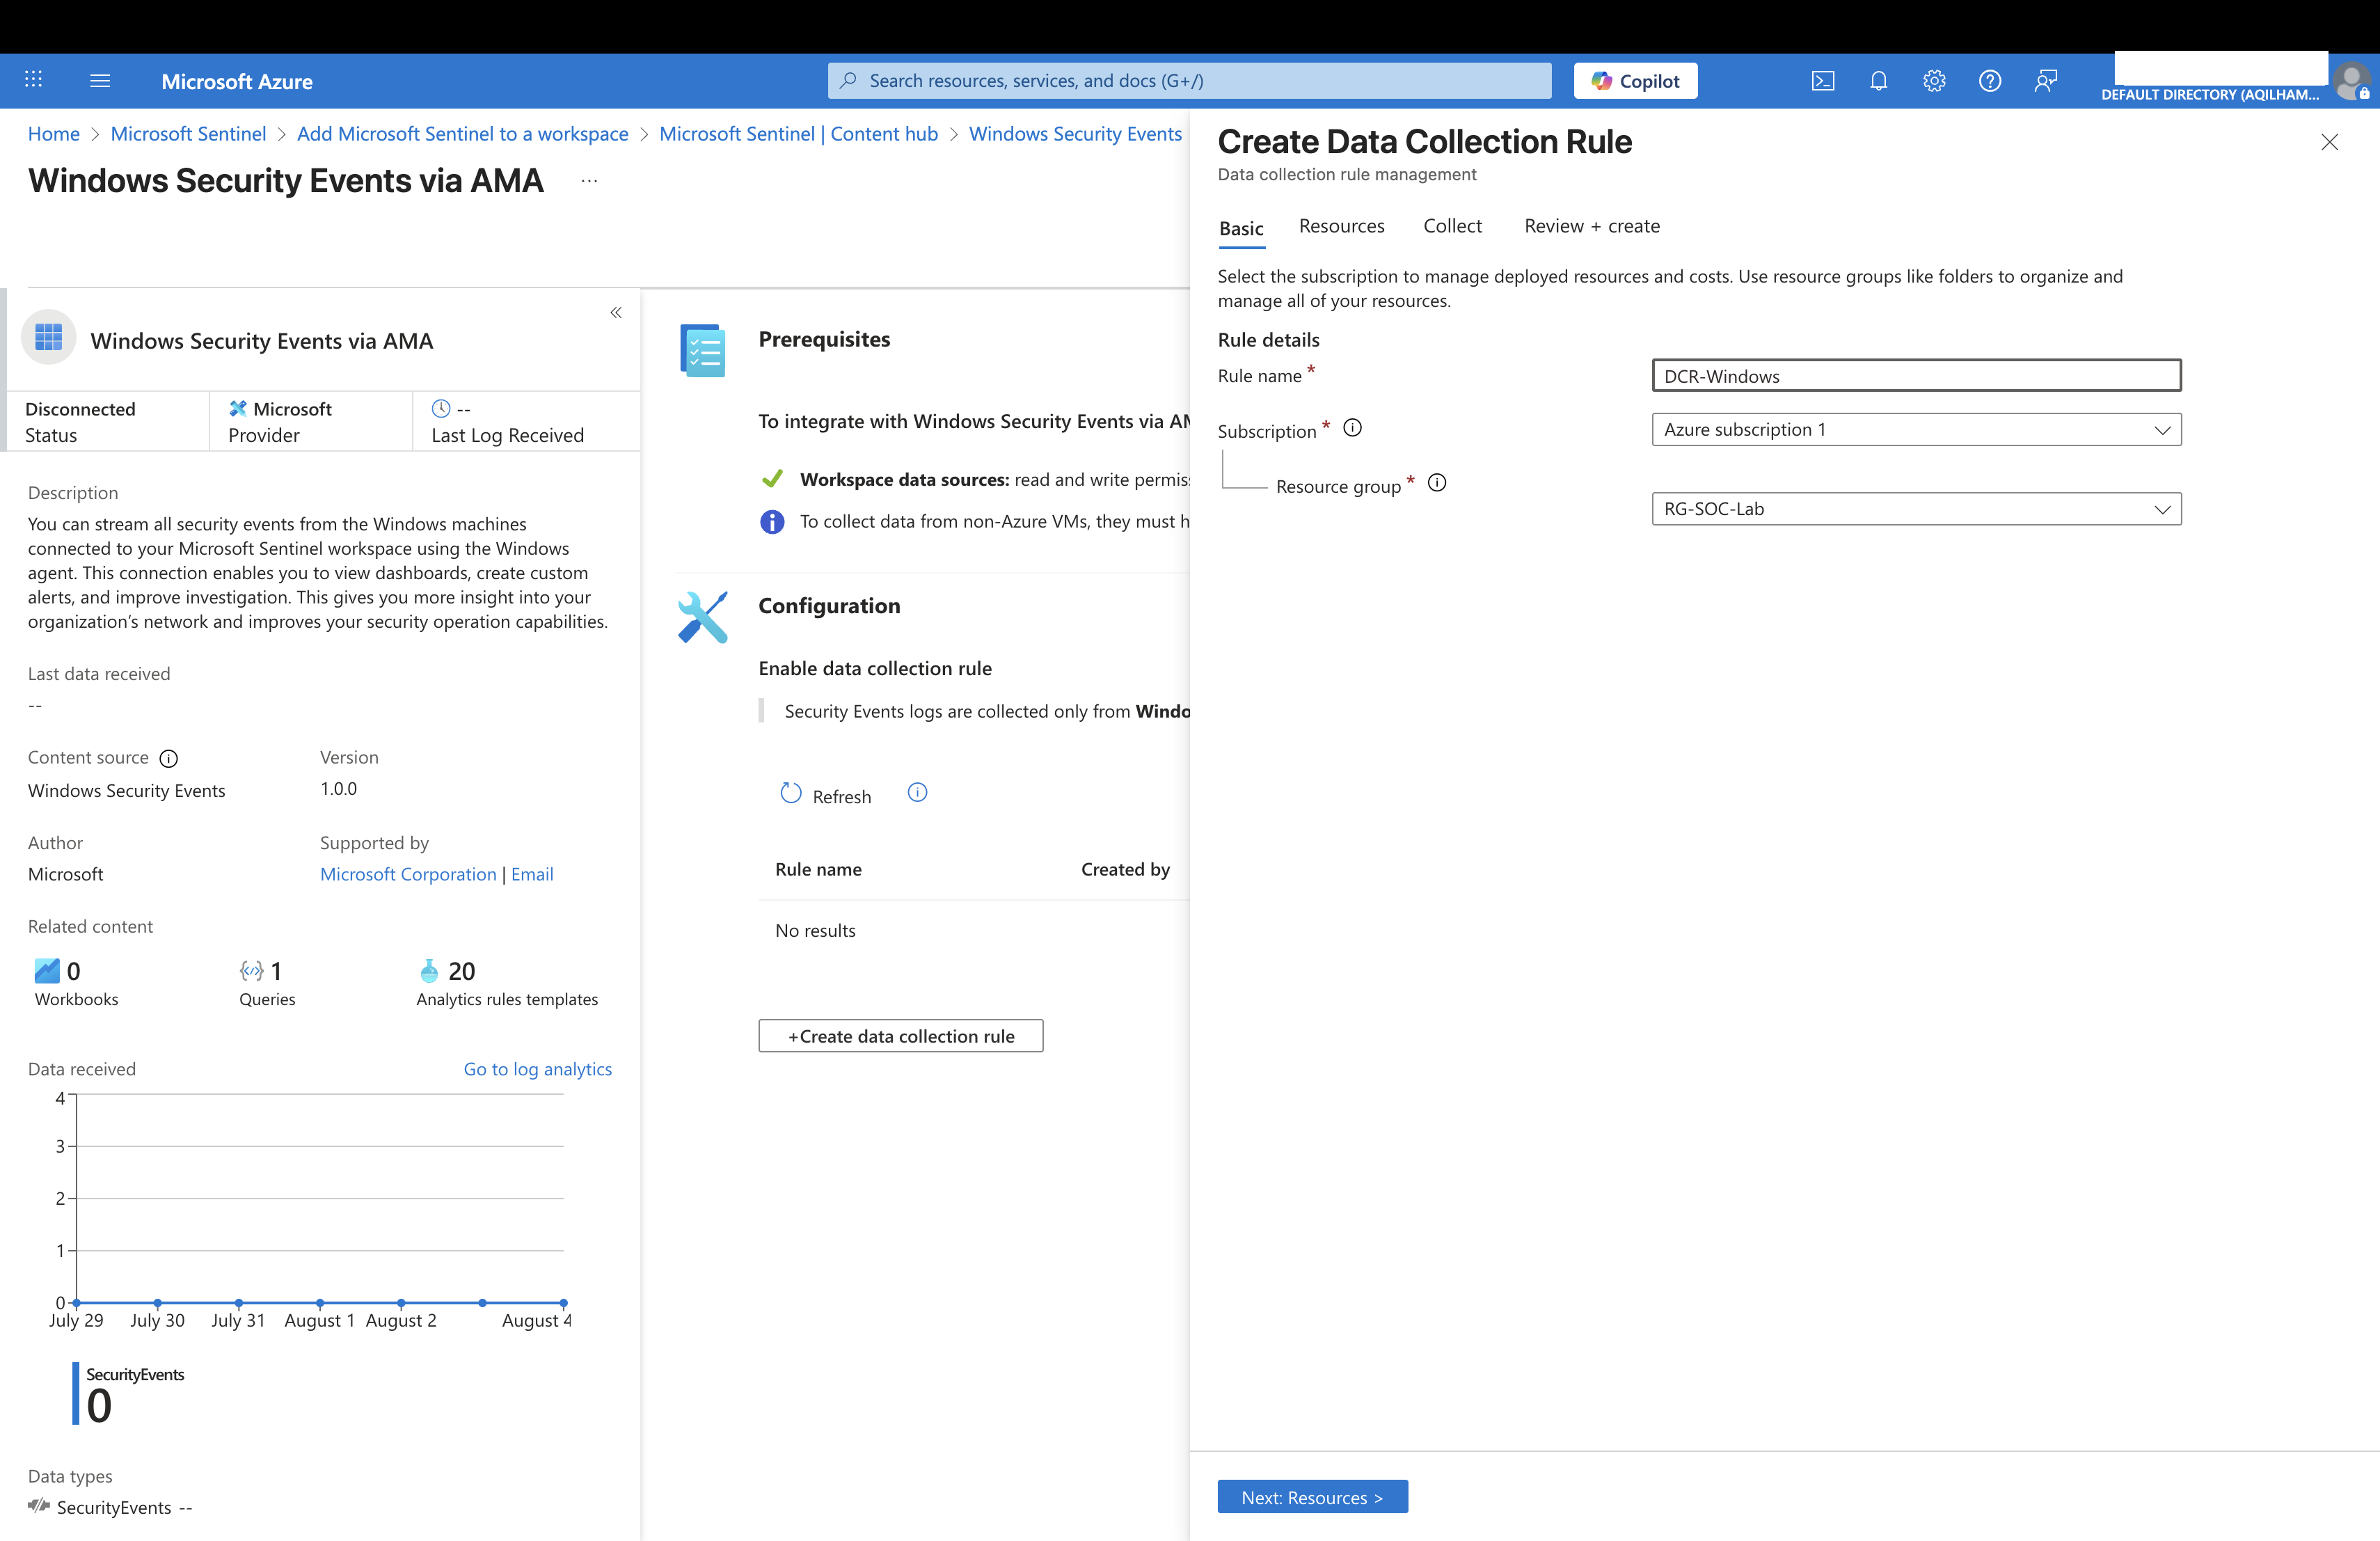 Microsoft Azure
Search resources, services, and docs (G+/)
Copilot
DEFAULT DIRECTORY (AQILHAM...
Home > Microsoft Sentinel > Add Microsoft Sentinel to a workspace > Microsoft Sentinel | Content hub > Windows Security Events
Windows Security Events via AMA ...
Windows Security Events via AMA
Disconnected
Status
Microsoft
Provider
--
Last Log Received
Description
You can stream all security events from the Windows machines
connected to your Microsoft Sentinel workspace using the Windows
agent. This connection enables you to view dashboards, create custom
alerts, and improve investigation. This gives you more insight into your
organization's network and improves your security operation capabilities.
Last data received
--
Content source
Windows Security Events
Version
1.0.0
Author
Microsoft
Supported by
Microsoft Corporation | Email
Related content
0
Workbooks
1
Queries
20
Analytics rules templates
Data received
Go to log analytics
4
3
2
1
0
July 29 July 30 July 31 August 1 August 2 August 4
SecurityEvents
0
Data types
SecurityEvents --
Prerequisites
To integrate with Windows Security Events via AM
Workspace data sources: read and write permis
To collect data from non-Azure VMs, they must h
Configuration
Enable data collection rule
Security Events logs are collected only from Windo
Refresh
Rule name Created by
No results
+Create data collection rule
Create Data Collection Rule
Data collection rule management
Basic Resources Collect Review + create
Select the subscription to manage deployed resources and costs. Use resource groups like folders to organize and
manage all of your resources.
Rule details
Rule name *
DCR-Windows
Subscription *
Azure subscription 1
Resource group *
RG-SOC-Lab
Next: Resources >